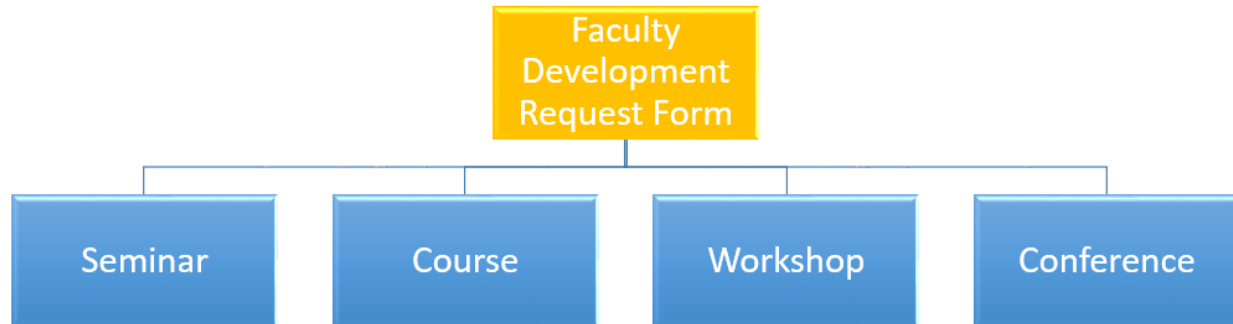 Faculty
Development
Request Form
Seminar
Course
Workshop
Conference